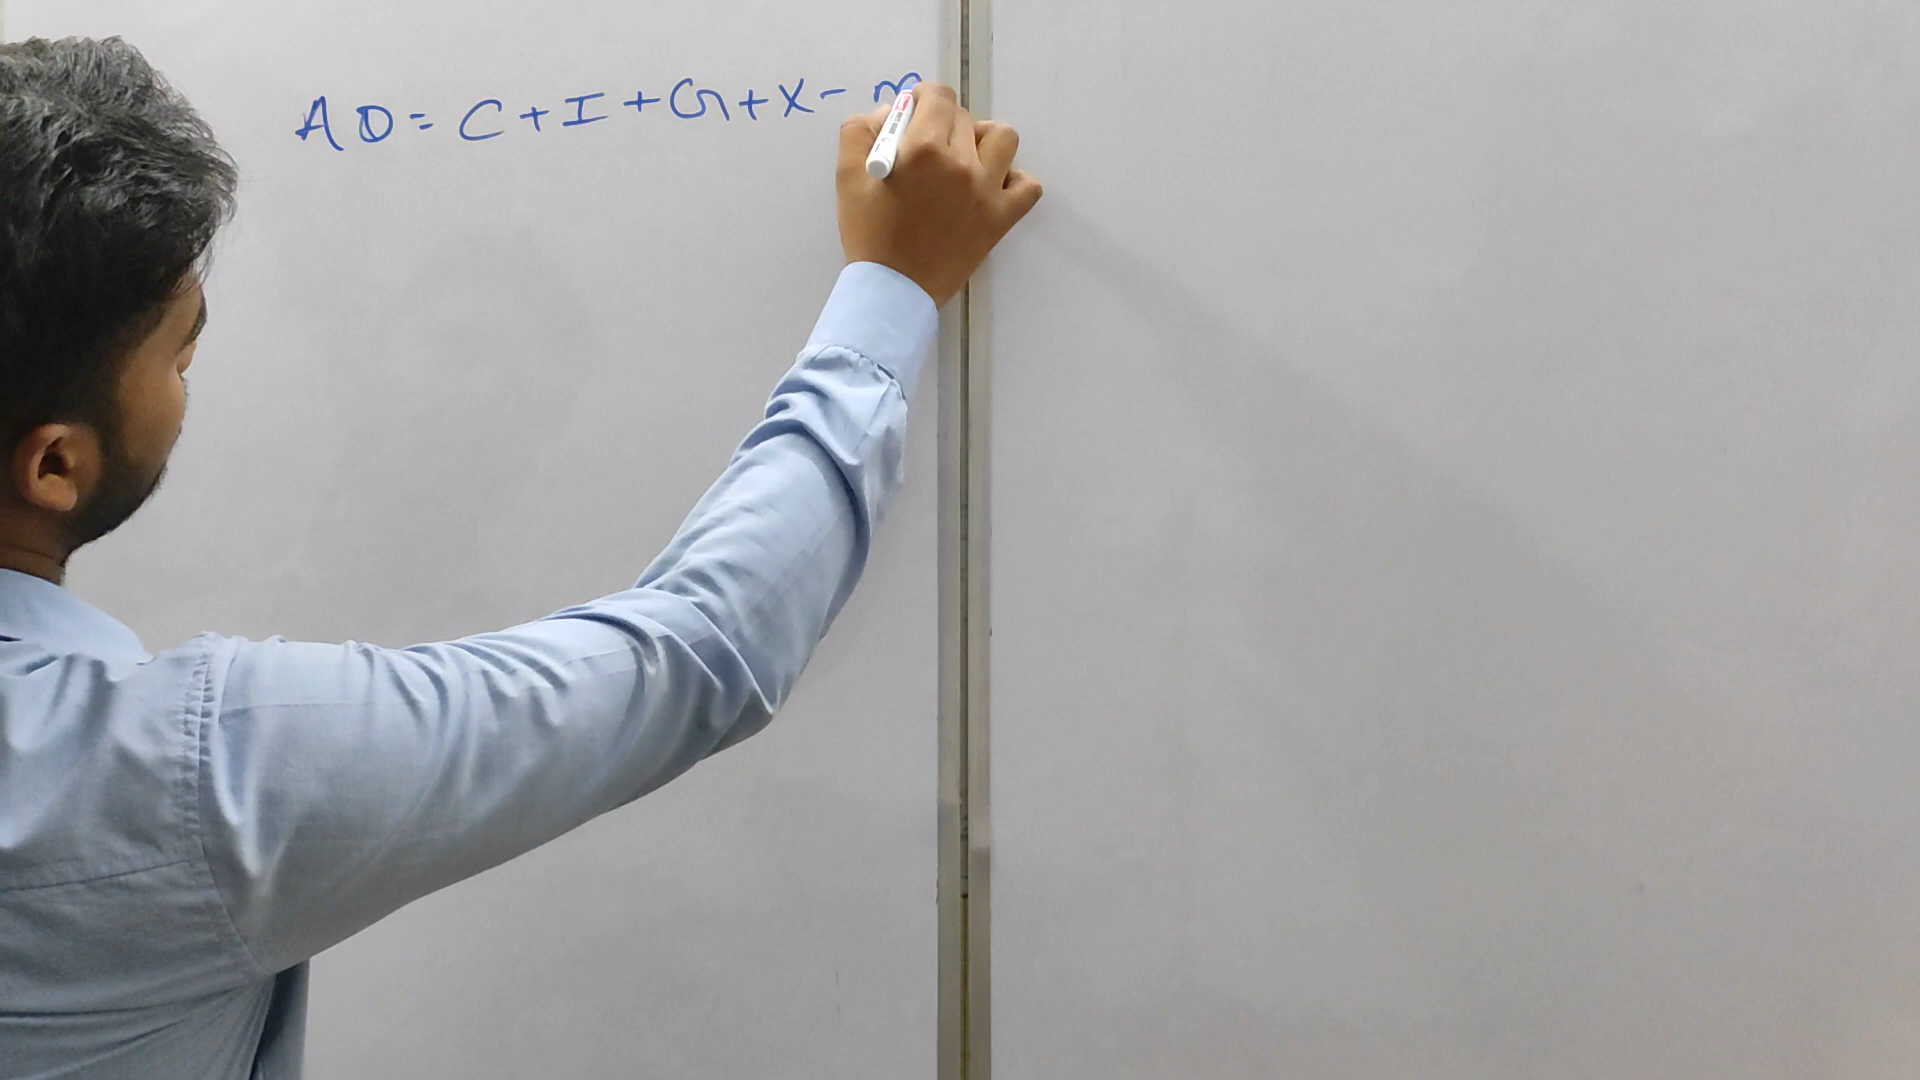 AD = C + I + G + X - M